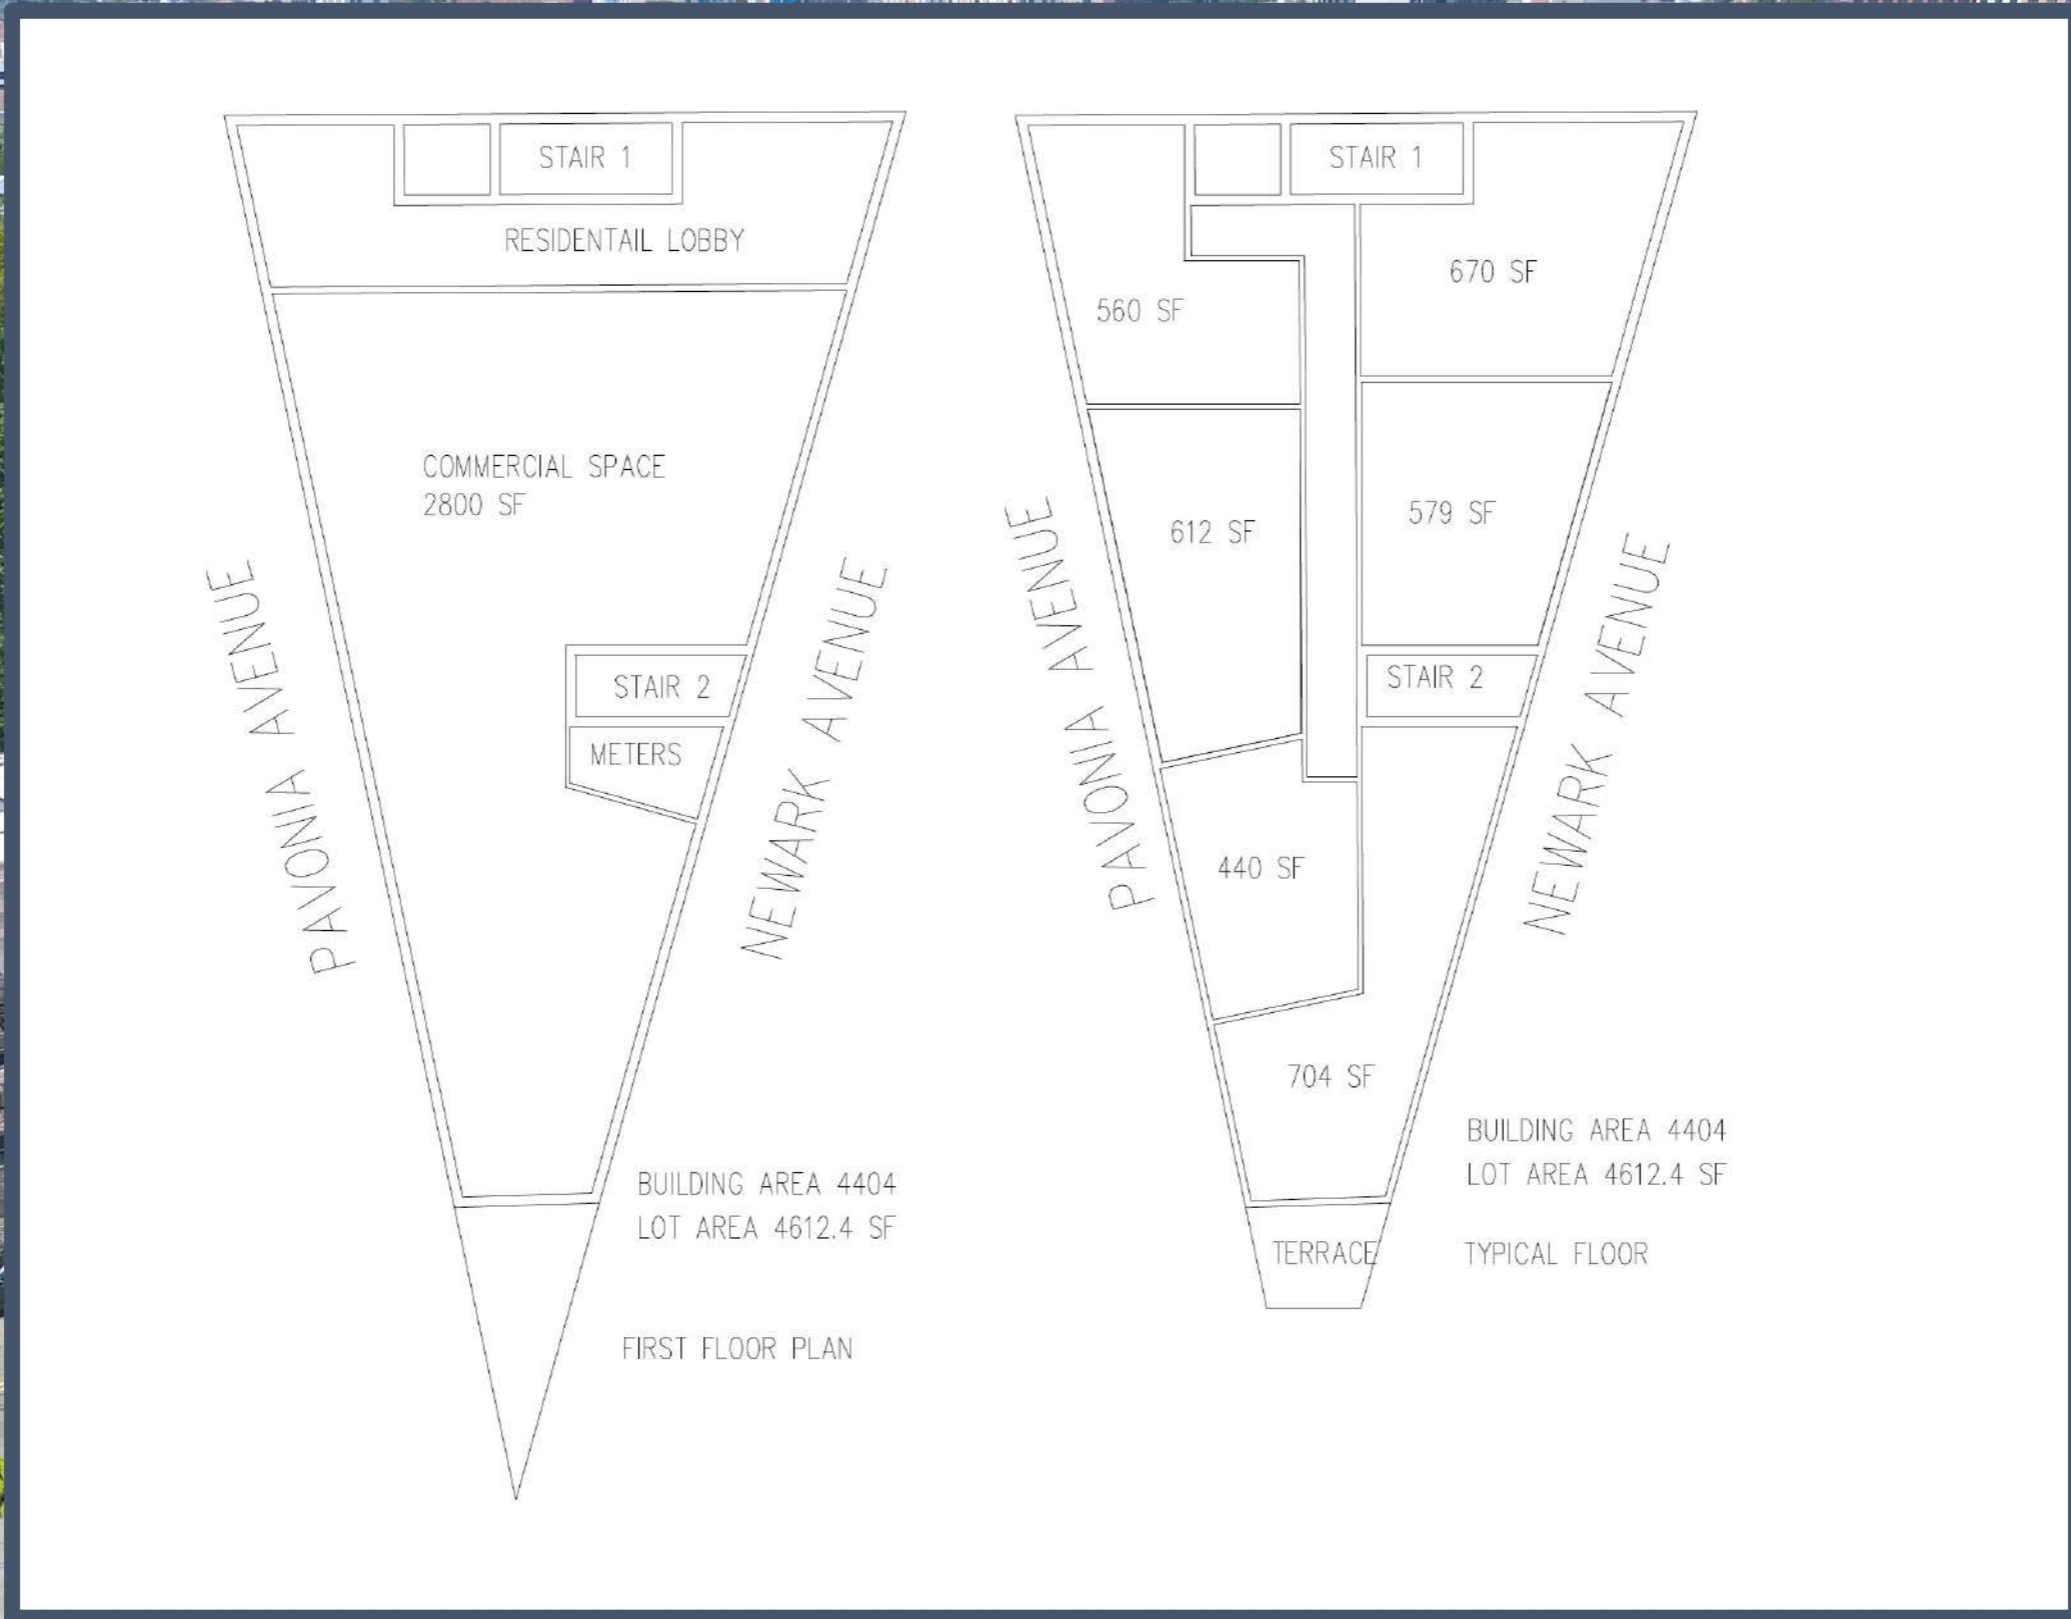 STAIR 1
RESIDENTAIL LOBBY
COMMERCIAL SPACE
2800 SF
STAIR 2
METERS
PAVONIA AVENUE
NEWARK AVENUE
BUILDING AREA 4404
LOT AREA 4612.4 SF
FIRST FLOOR PLAN
STAIR 1
670 SF
560 SF
579 SF
612 SF
STAIR 2
440 SF
704 SF
TERRACE
PAVONIA AVENUE
NEWARK AVENUE
BUILDING AREA 4404
LOT AREA 4612.4 SF
TYPICAL FLOOR